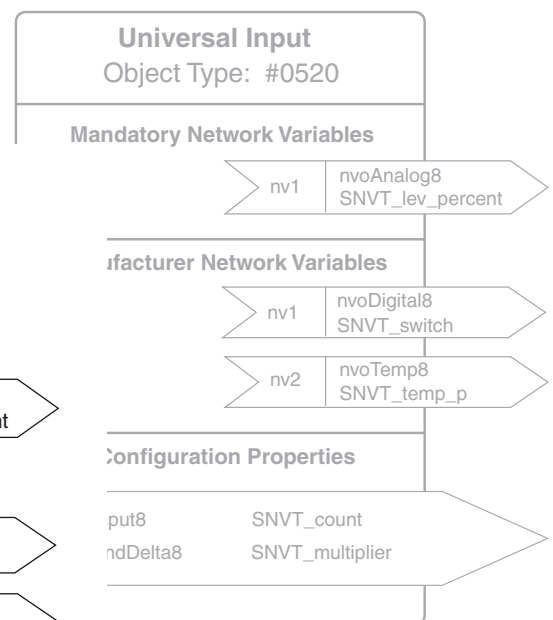 Universal Input
Object Type: #0520
Mandatory Network Variables
nv1
nvoAnalog8
SNVT_lev_percent
ufacturer Network Variables
nv1
nvoDigital8
SNVT_switch
nv2
nvoTemp8
SNVT_temp_p
nt
Configuration Properties
put8 SNVT_count
ndDelta8 SNVT_multiplier